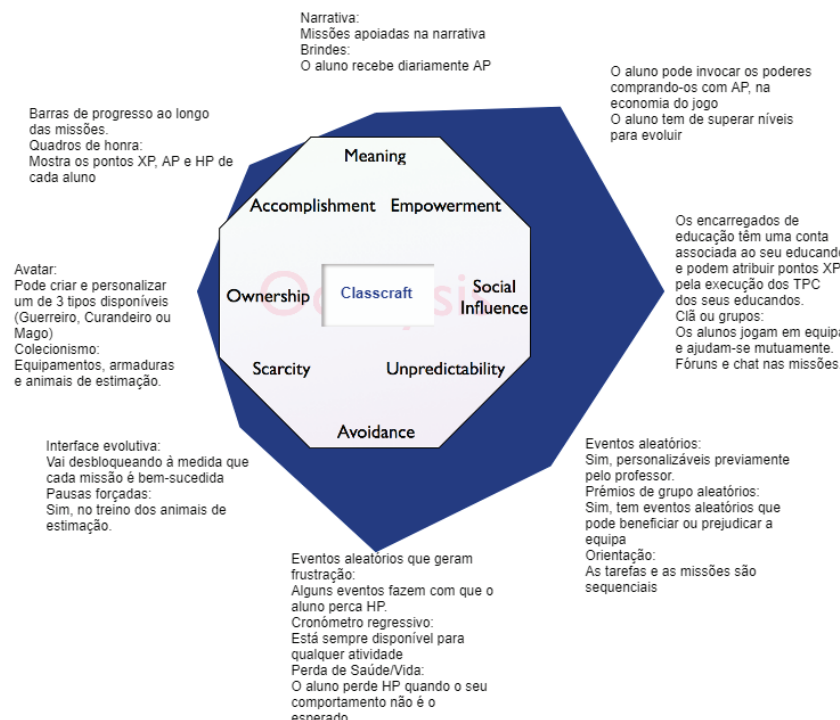 Narrativa:
Missões apoiadas na narrativa
Brindes:
O aluno recebe diariamente AP
O aluno pode invocar os poderes
comprando-os com AP, na
economia do jogo
O aluno tem de superar níveis
para evoluir
Barras de progresso ao longo
das missões.
Quadros de honra:
Mostra os pontos XP, AP e HP de
cada aluno
Meaning
Accomplishment
Empowerment
Os encarregados de
educação têm uma conta
associada ao seu educando
e podem atribuir pontos XP
pela execução dos TPC
dos seus educandos.
Clã ou grupos:
Os alunos jogam em equipa
e ajudam-se mutuamente.
Fóruns e chat nas missões.
Avatar:
Pode criar e personalizar
um de 3 tipos disponíveis
(Guerreiro, Curandeiro ou
Mago)
Colecionismo:
Equipamentos, armaduras
e animais de estimação.
Ownership
Classcraft
Social
Influence
Scarcity
Unpredictability
Avoidance
Interface evolutiva:
Vai desbloqueando à medida que
cada missão é bem-sucedida
Pausas forçadas:
Sim, no treino dos animais de
estimação.
Eventos aleatórios:
Sim, personalizáveis previamente
pelo professor.
Prémios de grupo aleatórios:
Sim, tem eventos aleatórios que
pode beneficiar ou prejudicar a
equipa
Orientação:
As tarefas e as missões são
sequenciais
Eventos aleatórios que geram
frustração:
Alguns eventos fazem com que o
aluno perca HP.
Cronómetro regressivo:
Está sempre disponível para
qualquer atividade
Perda de Saúde/Vida:
O aluno perde HP quando o seu
comportamento não é o
esperado